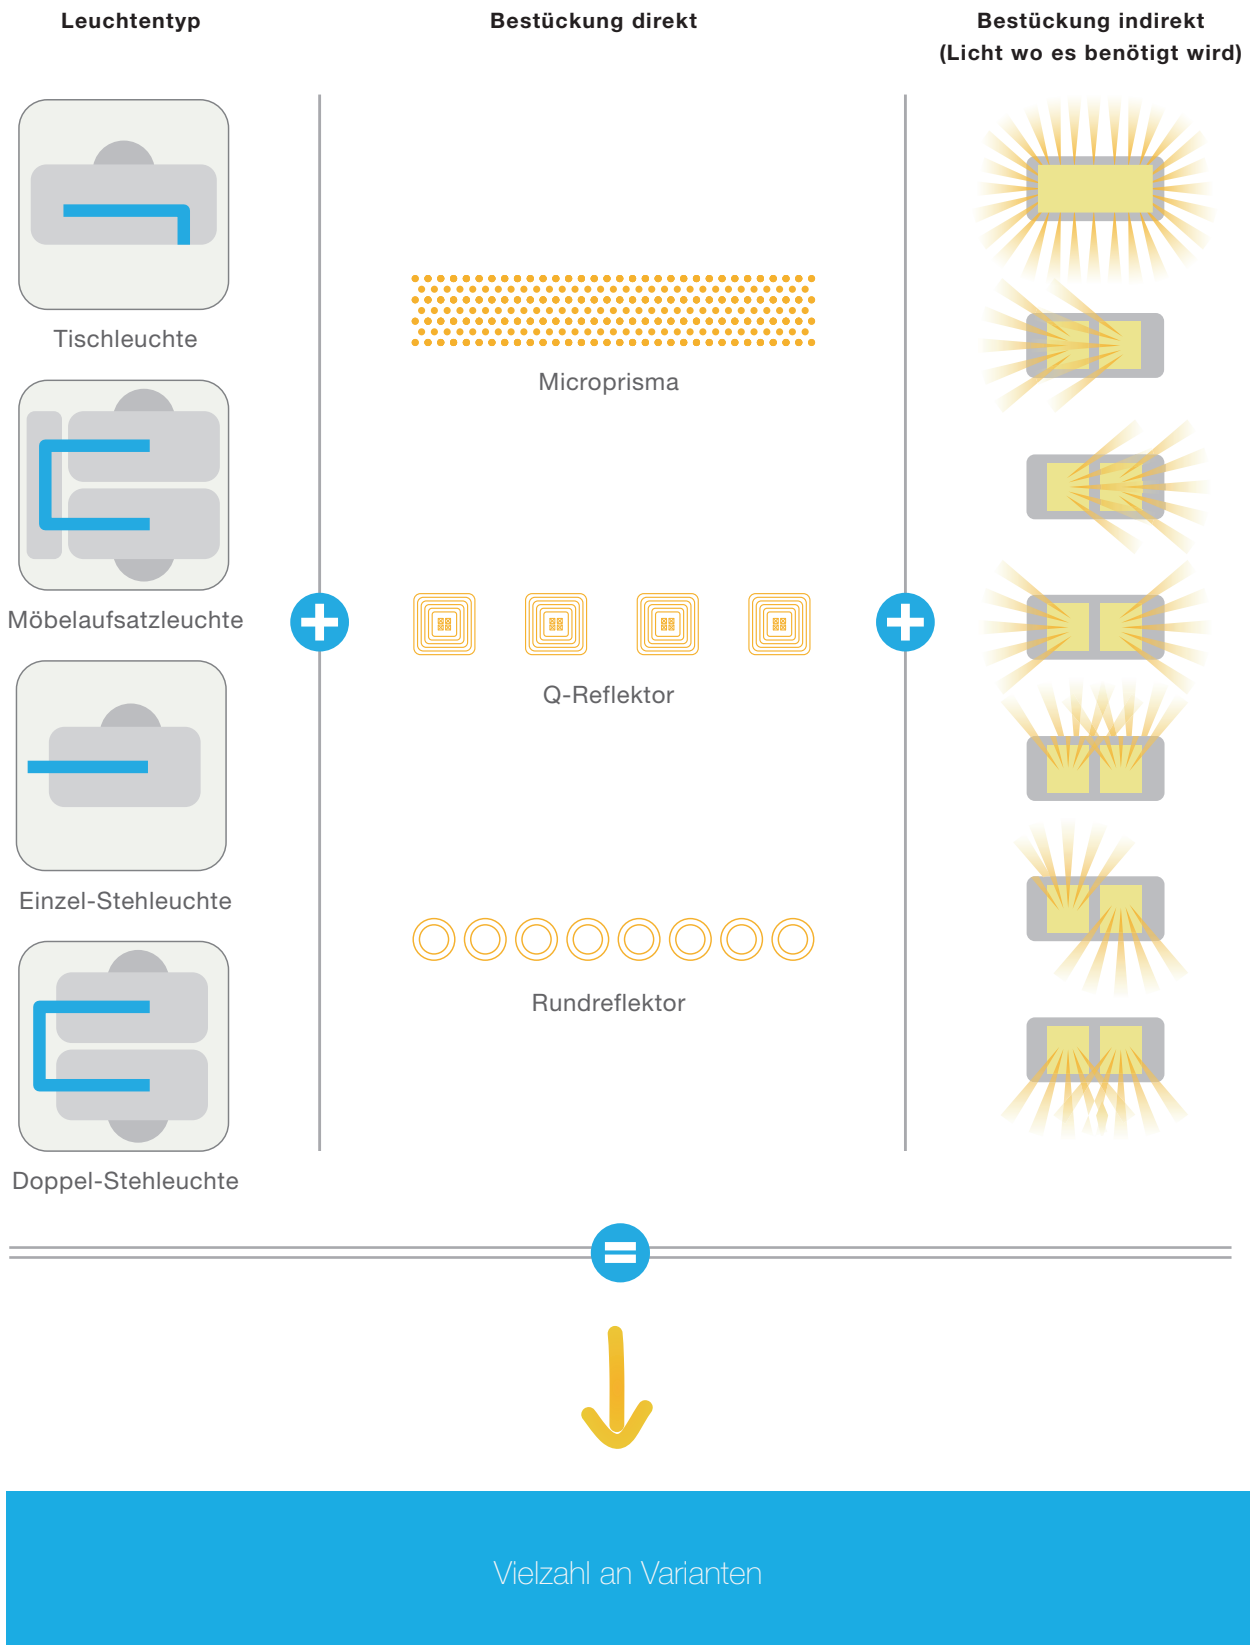 Leuchtentyp
Bestückung direkt
Bestückung indirekt
(Licht wo es benötigt wird)
Tischleuchte
Möbelaufsatzleuchte
Einzel-Stehleuchte
Doppel-Stehleuchte
Microprisma
Q-Reflektor
Rundreflektor
Vielzahl an Varianten